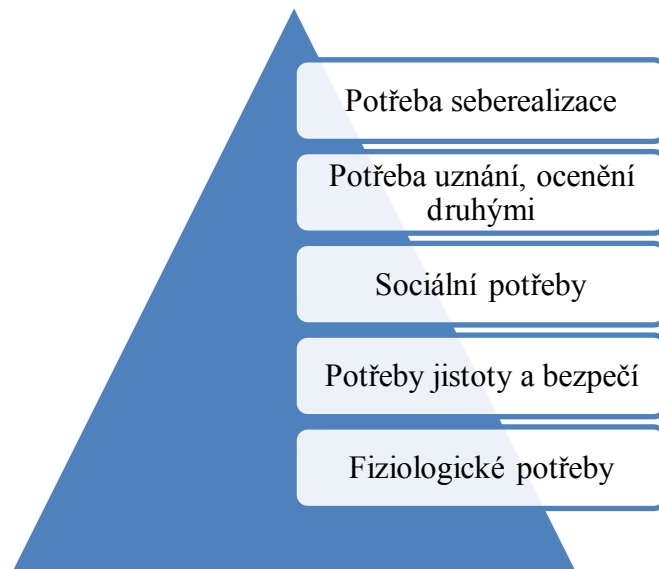 Potřeba seberealizace
Potřeba uznání, ocenění
druhými
Sociální potřeby
Potřeby jistoty a bezpečí
Fiziologické potřeby